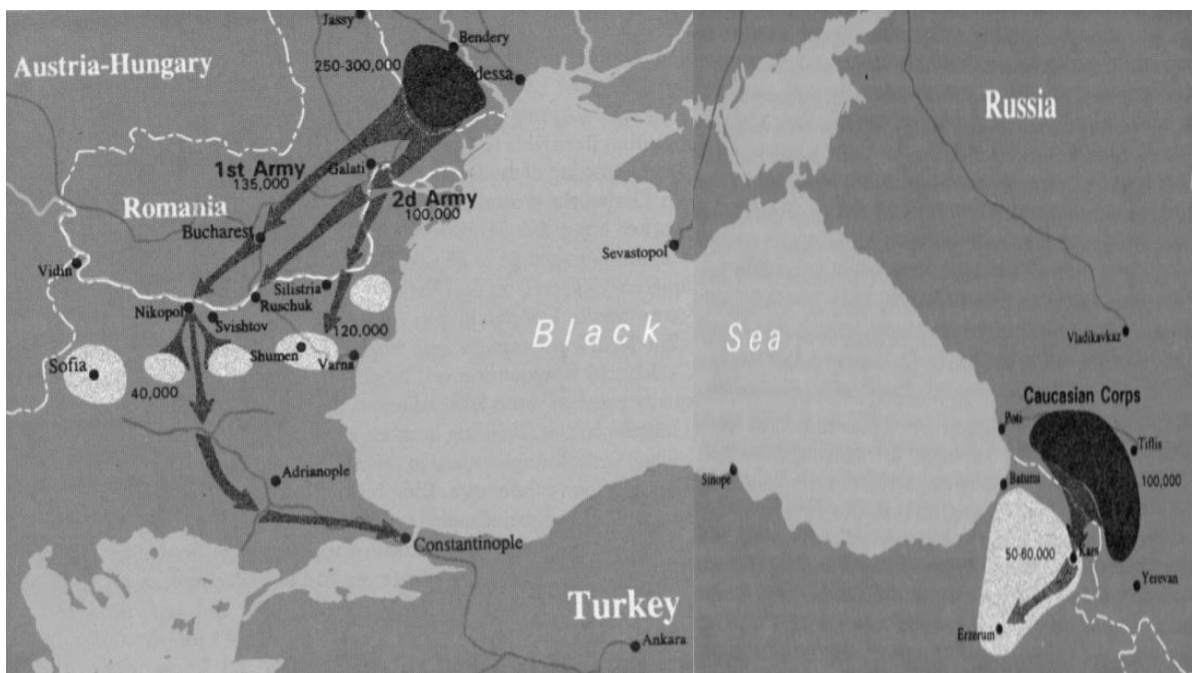 Jassy
Bendery
Austria-Hungary
250-300,000
dessa
Russia
1st Army
135,000
Galati
2d Army
100,000
Romania
Bucharest
Sevastopol
Vidin
Silistria
Ruschuk
Nikopol
Svishtov
120,000
Black Sea
Vladikavkaz
Shumen
Varna
Sofia
40,000
Caucasian Corps
Poti
Tiflis
Adrianople
Sinope
Batumi
100,000
Constantinople
50-60,000
Kars
Yerevan
Turkey
Erzerum
Ankara